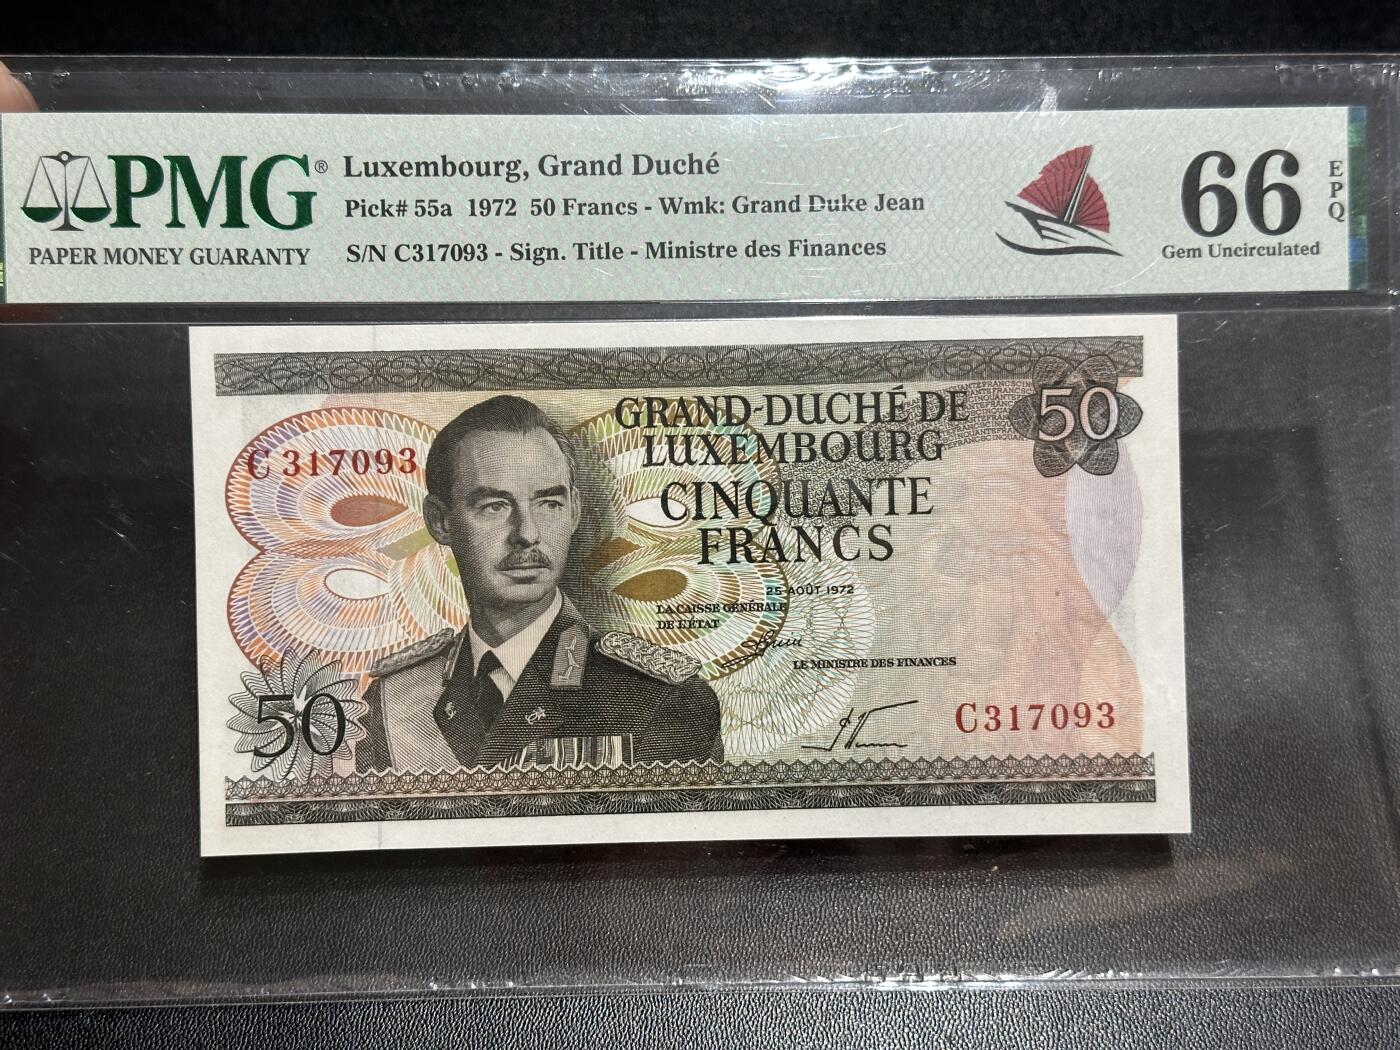 PMG®
PAPER MONEY GUARANTY
Luxembourg, Grand Duché
Pick# 55a 1972 50 Francs - Wmk: Grand Duke Jean
S/N C317093 - Sign. Title - Ministre des Finances
66
EPQ
Gem Uncirculated
GRAND-DUCHÉ DE
LUXEMBOURG
50
C 317093
CINQUANTE
FRANCS
25 AOÛT 1972
LA CAISSE GÉNÉRALE
DE L'ÉTAT
LE MINISTRE DES FINANCES
50
C317093